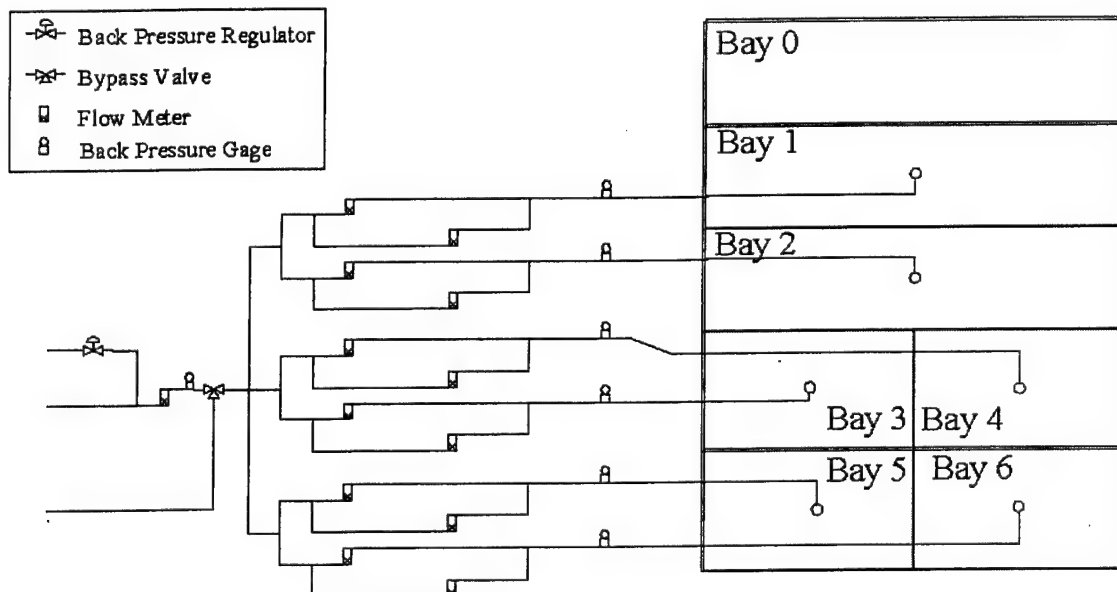 Back Pressure Regulator
Bypass Valve
Flow Meter
Back Pressure Gage
Bay 0
Bay 1
Bay 2
Bay 3
Bay 4
Bay 5
Bay 6